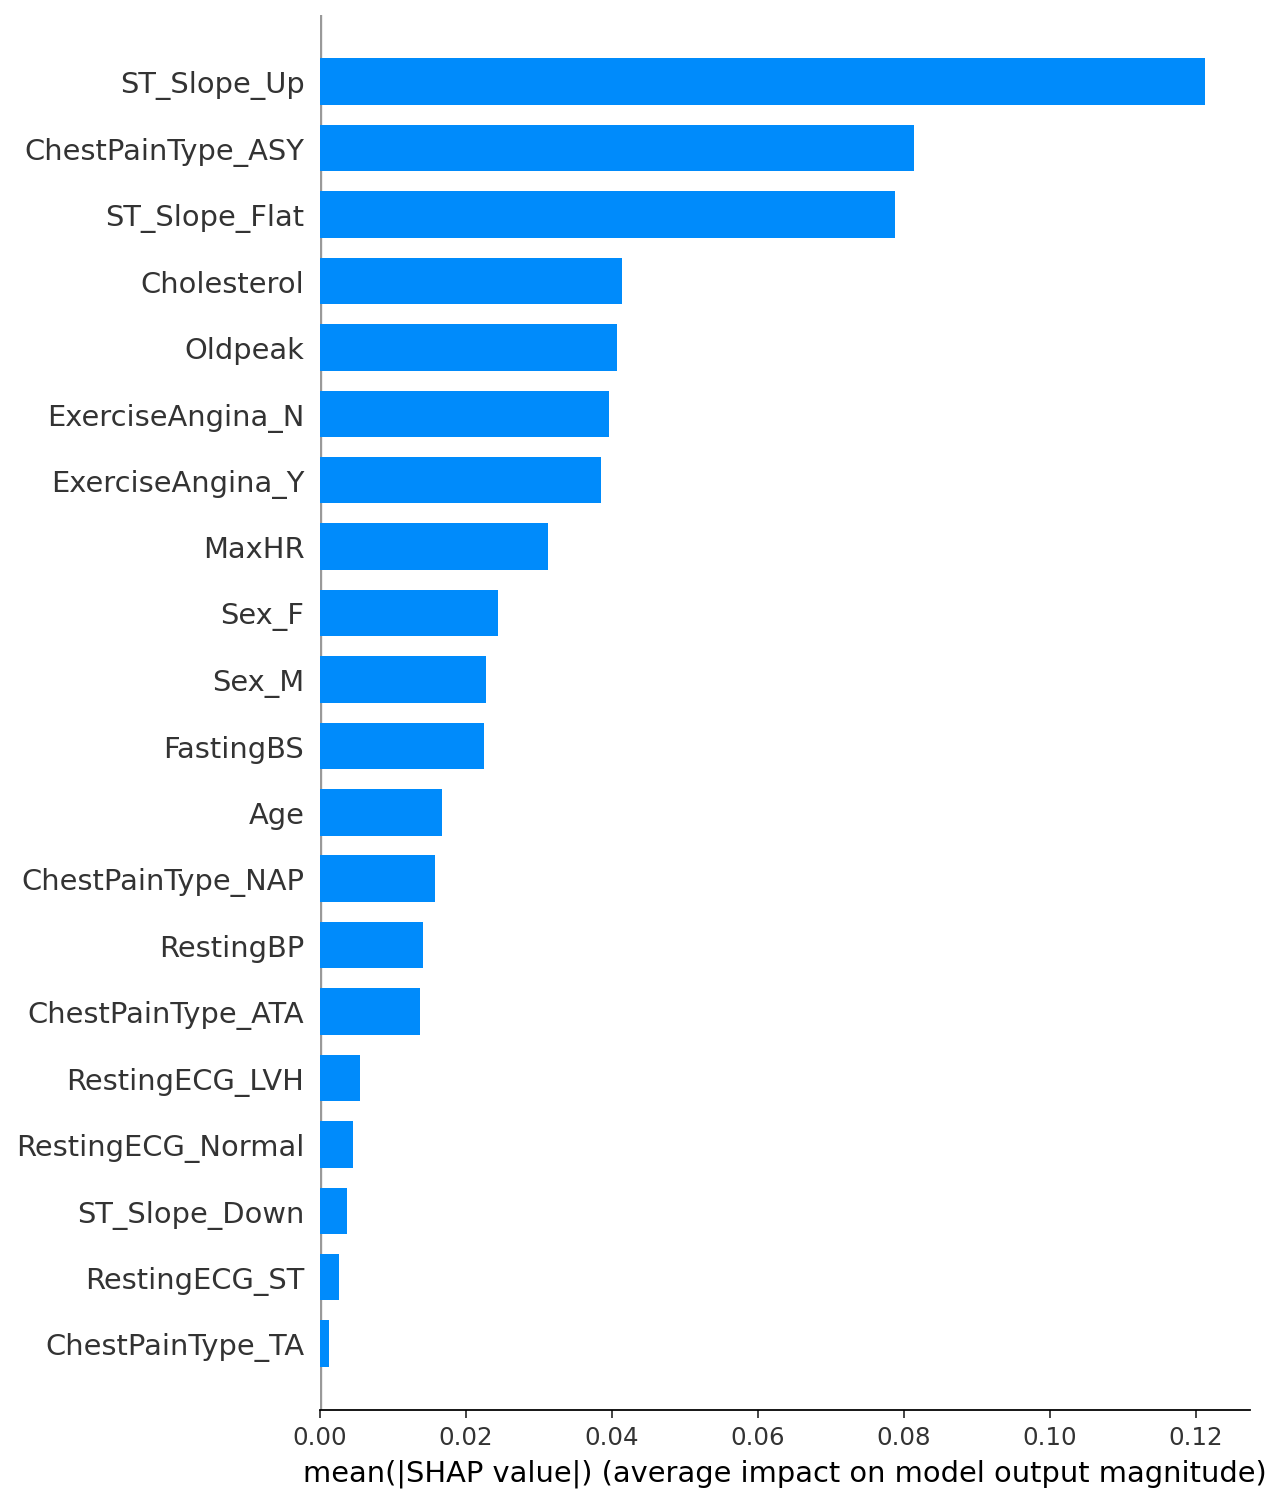 ST_Slope_Up
ChestPainType_ASY
ST_Slope_Flat
Cholesterol
Oldpeak
ExerciseAngina_N
ExerciseAngina_Y
MaxHR
Sex_F
Sex_M
FastingBS
Age
ChestPainType_NAP
RestingBP
ChestPainType_ATA
RestingECG_LVH
RestingECG_Normal
ST_Slope_Down
RestingECG_ST
ChestPainType_TA
0.00 0.02 0.04 0.06 0.08 0.10 0.12
mean(|SHAP value|) (average impact on model output magnitude)